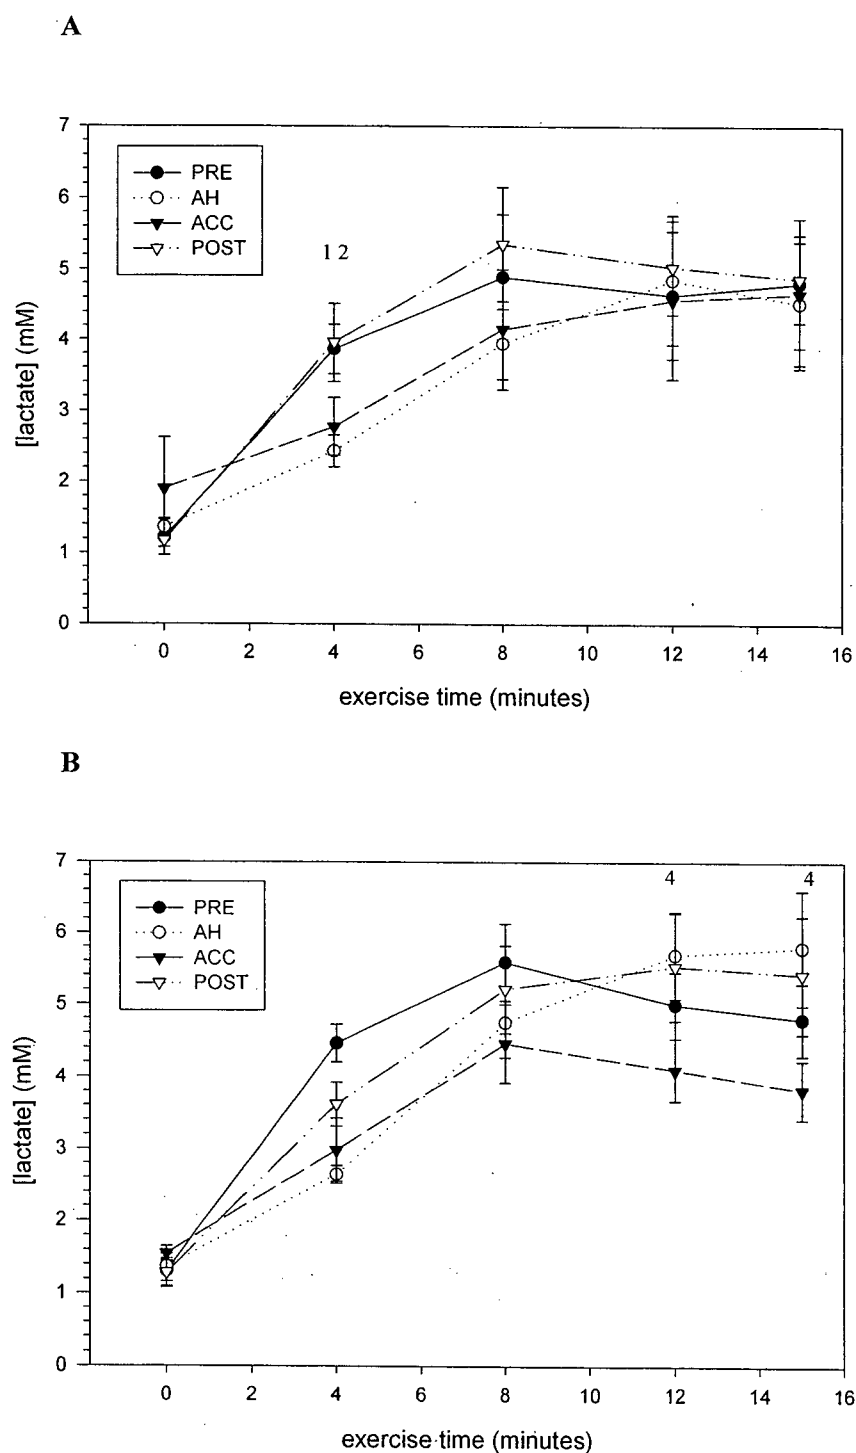 A
7
6
5
4
3
2
1
0
[lactate] (mM)
PRE
AH
ACC
POST
1 2
0 2 4 6 8 10 12 14 16
exercise time (minutes)
B
7
6
5
4
3
2
1
0
[lactate] (mM)
PRE
AH
ACC
POST
4 4
0 2 4 6 8 10 12 14 16
exercise time (minutes)